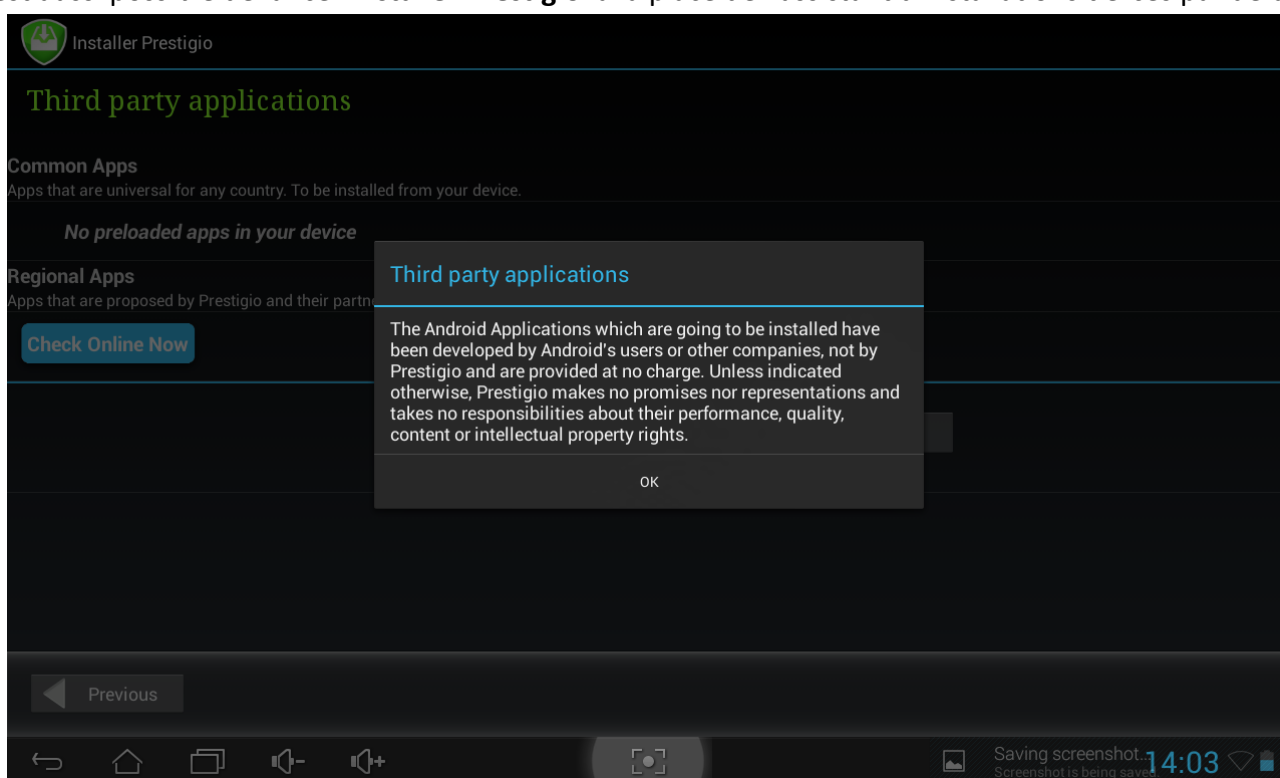 Installer Prestigio
Third party applications
Common Apps
Apps that are universal for any country. To be installed from your device.
No preloaded apps in your device
Regional Apps
Apps that are proposed by Prestigio and their
Check Online Now
Third party applications
The Android Applications which are going to be installed have
been developed by Android's users or other companies, not by
Prestigio and are provided at no charge. Unless indicated
otherwise, Prestigio makes no promises nor representations and
takes no responsibilities about their performance, quality,
content or intellectual property rights.
OK
Previous
Saving screenshot..
14:03
Screenshot is being